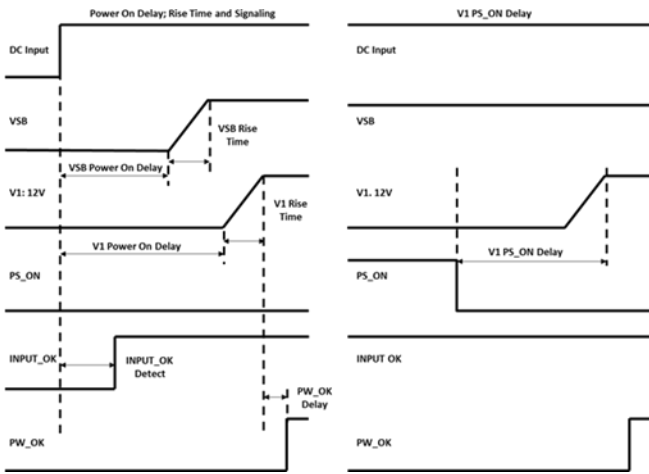 Power On Delay; Rise Time and Signaling
DC Input
VSB
VSB Rise
Time
VSB Power On Delay
V1: 12V
V1 Rise
Time
V1 Power On Delay
PS_ON
INPUT_OK
INPUT_OK
Detect
PW_OK
Delay
PW_OK
V1 PS_ON Delay
DC Input
VSB
V1. 12V
V1 PS_ON Delay
PS_ON
INPUT OK
PW_OK